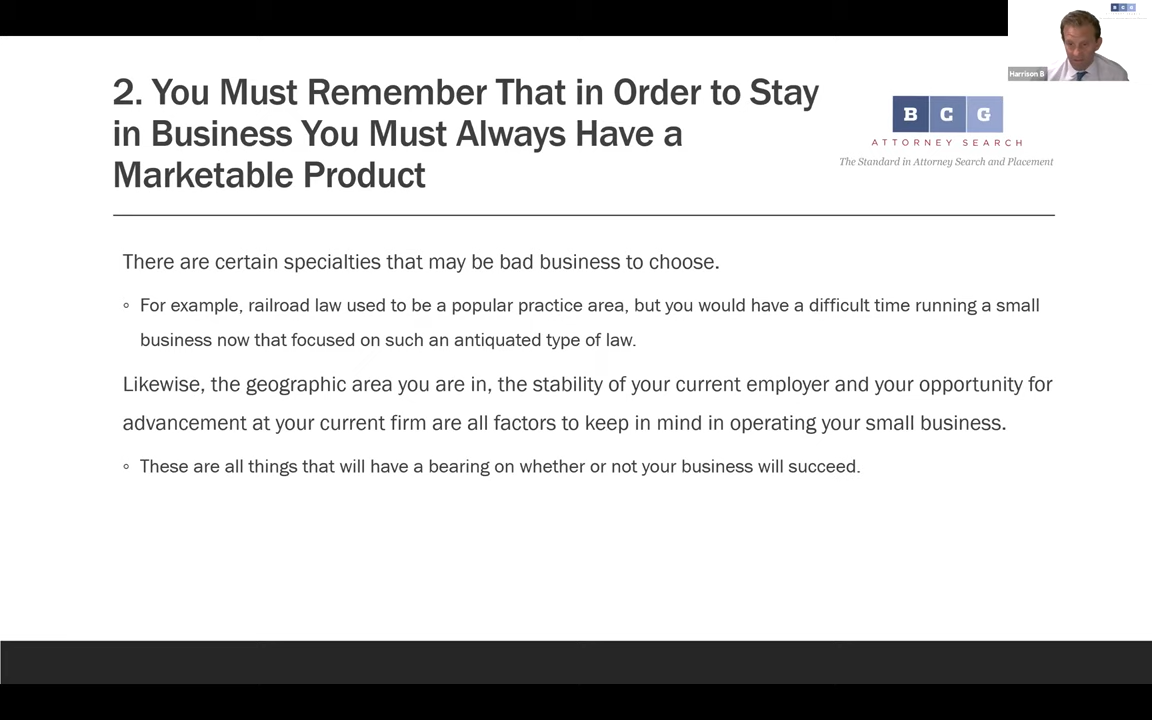 B C G
Harrison B
2. You Must Remember That in Order to Stay
in Business You Must Always Have a
Marketable Product
B C G
ATTORNEY SEARCH
The Standard in Attorney Search and Placement
There are certain specialties that may be bad business to choose.
◦ For example, railroad law used to be a popular practice area, but you would have a difficult time running a small
business now that focused on such an antiquated type of law.
Likewise, the geographic area you are in, the stability of your current employer and your opportunity for
advancement at your current firm are all factors to keep in mind in operating your small business.
◦ These are all things that will have a bearing on whether or not your business will succeed.